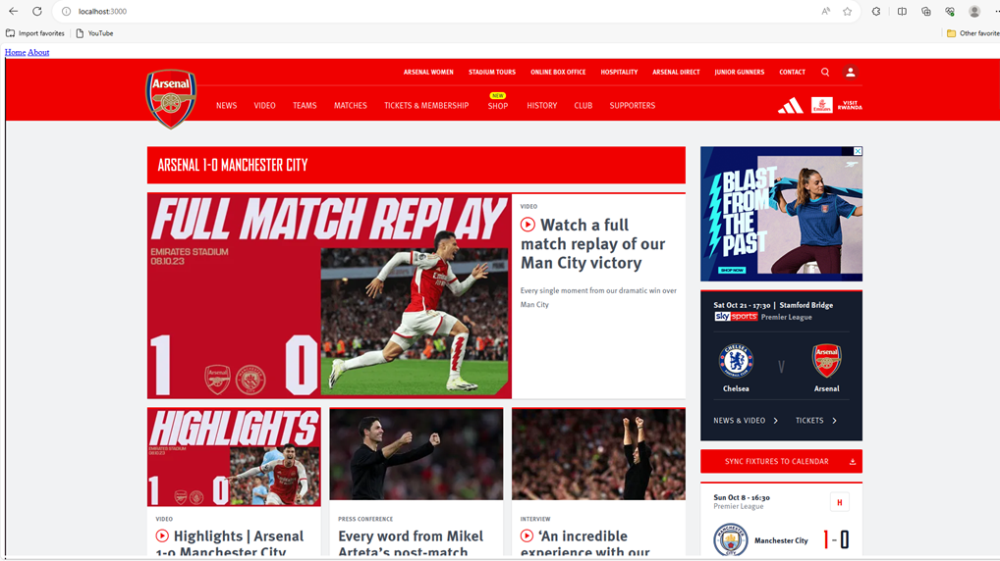 localhost:3000
Import favorites
YouTube
Other favorite
Home About
ARSENAL WOMEN STADIUM TOURS ONLINE BOX OFFICE HOSPITALITY ARSENAL DIRECT JUNIOR GUNNERS CONTACT
Arsenal
NEWS VIDEO TEAMS MATCHES TICKETS & MEMBERSHIP NEW SHOP HISTORY CLUB SUPPORTERS
Emirates
VISIT
RWANDA
ARSENAL 1-0 MANCHESTER CITY
FULL MATCH REPLAY
EMIRATES STADIUM
08.10.23
1 0
VIDEO
Watch a full
match replay of our
Man City victory
Every single moment from our dramatic win over
Man City
HIGHLIGHTS
EMIRATES STADIUM
08.10.23
1 0
VIDEO
Highlights | Arsenal
1-0 Manchester City
PRESS CONFERENCE
Every word from Mikel
Arteta's post-match
INTERVIEW
‘An incredible
experience with our
BLAST
FROM
THE
PAST
SHOP NOW
Sat Oct 21 - 17:30 | Stamford Bridge
sky sports Premier League
V
Arsenal
Chelsea
Arsenal
NEWS & VIDEO
TICKETS
SYNC FIXTURES TO CALENDAR
Sun Oct 8 - 16:30
Premier League
H
Manchester City 1-0